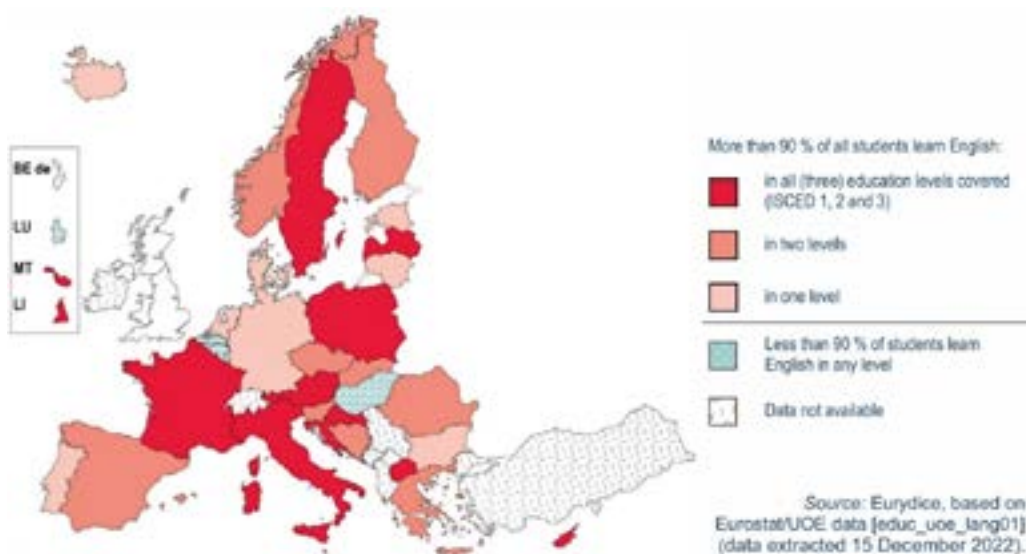 BE de
LU
MT
LI
More than 90 % of all students learn English:
in all (three) education levels covered
(ISCED 1, 2 and 3)
in two levels
in one level
Less than 90 % of students learn
English in any level
Data not available
Source: Eurydice, based on
Eurostat/UOE data [educ_uoe_lang01]
(data extracted 15 December 2022).